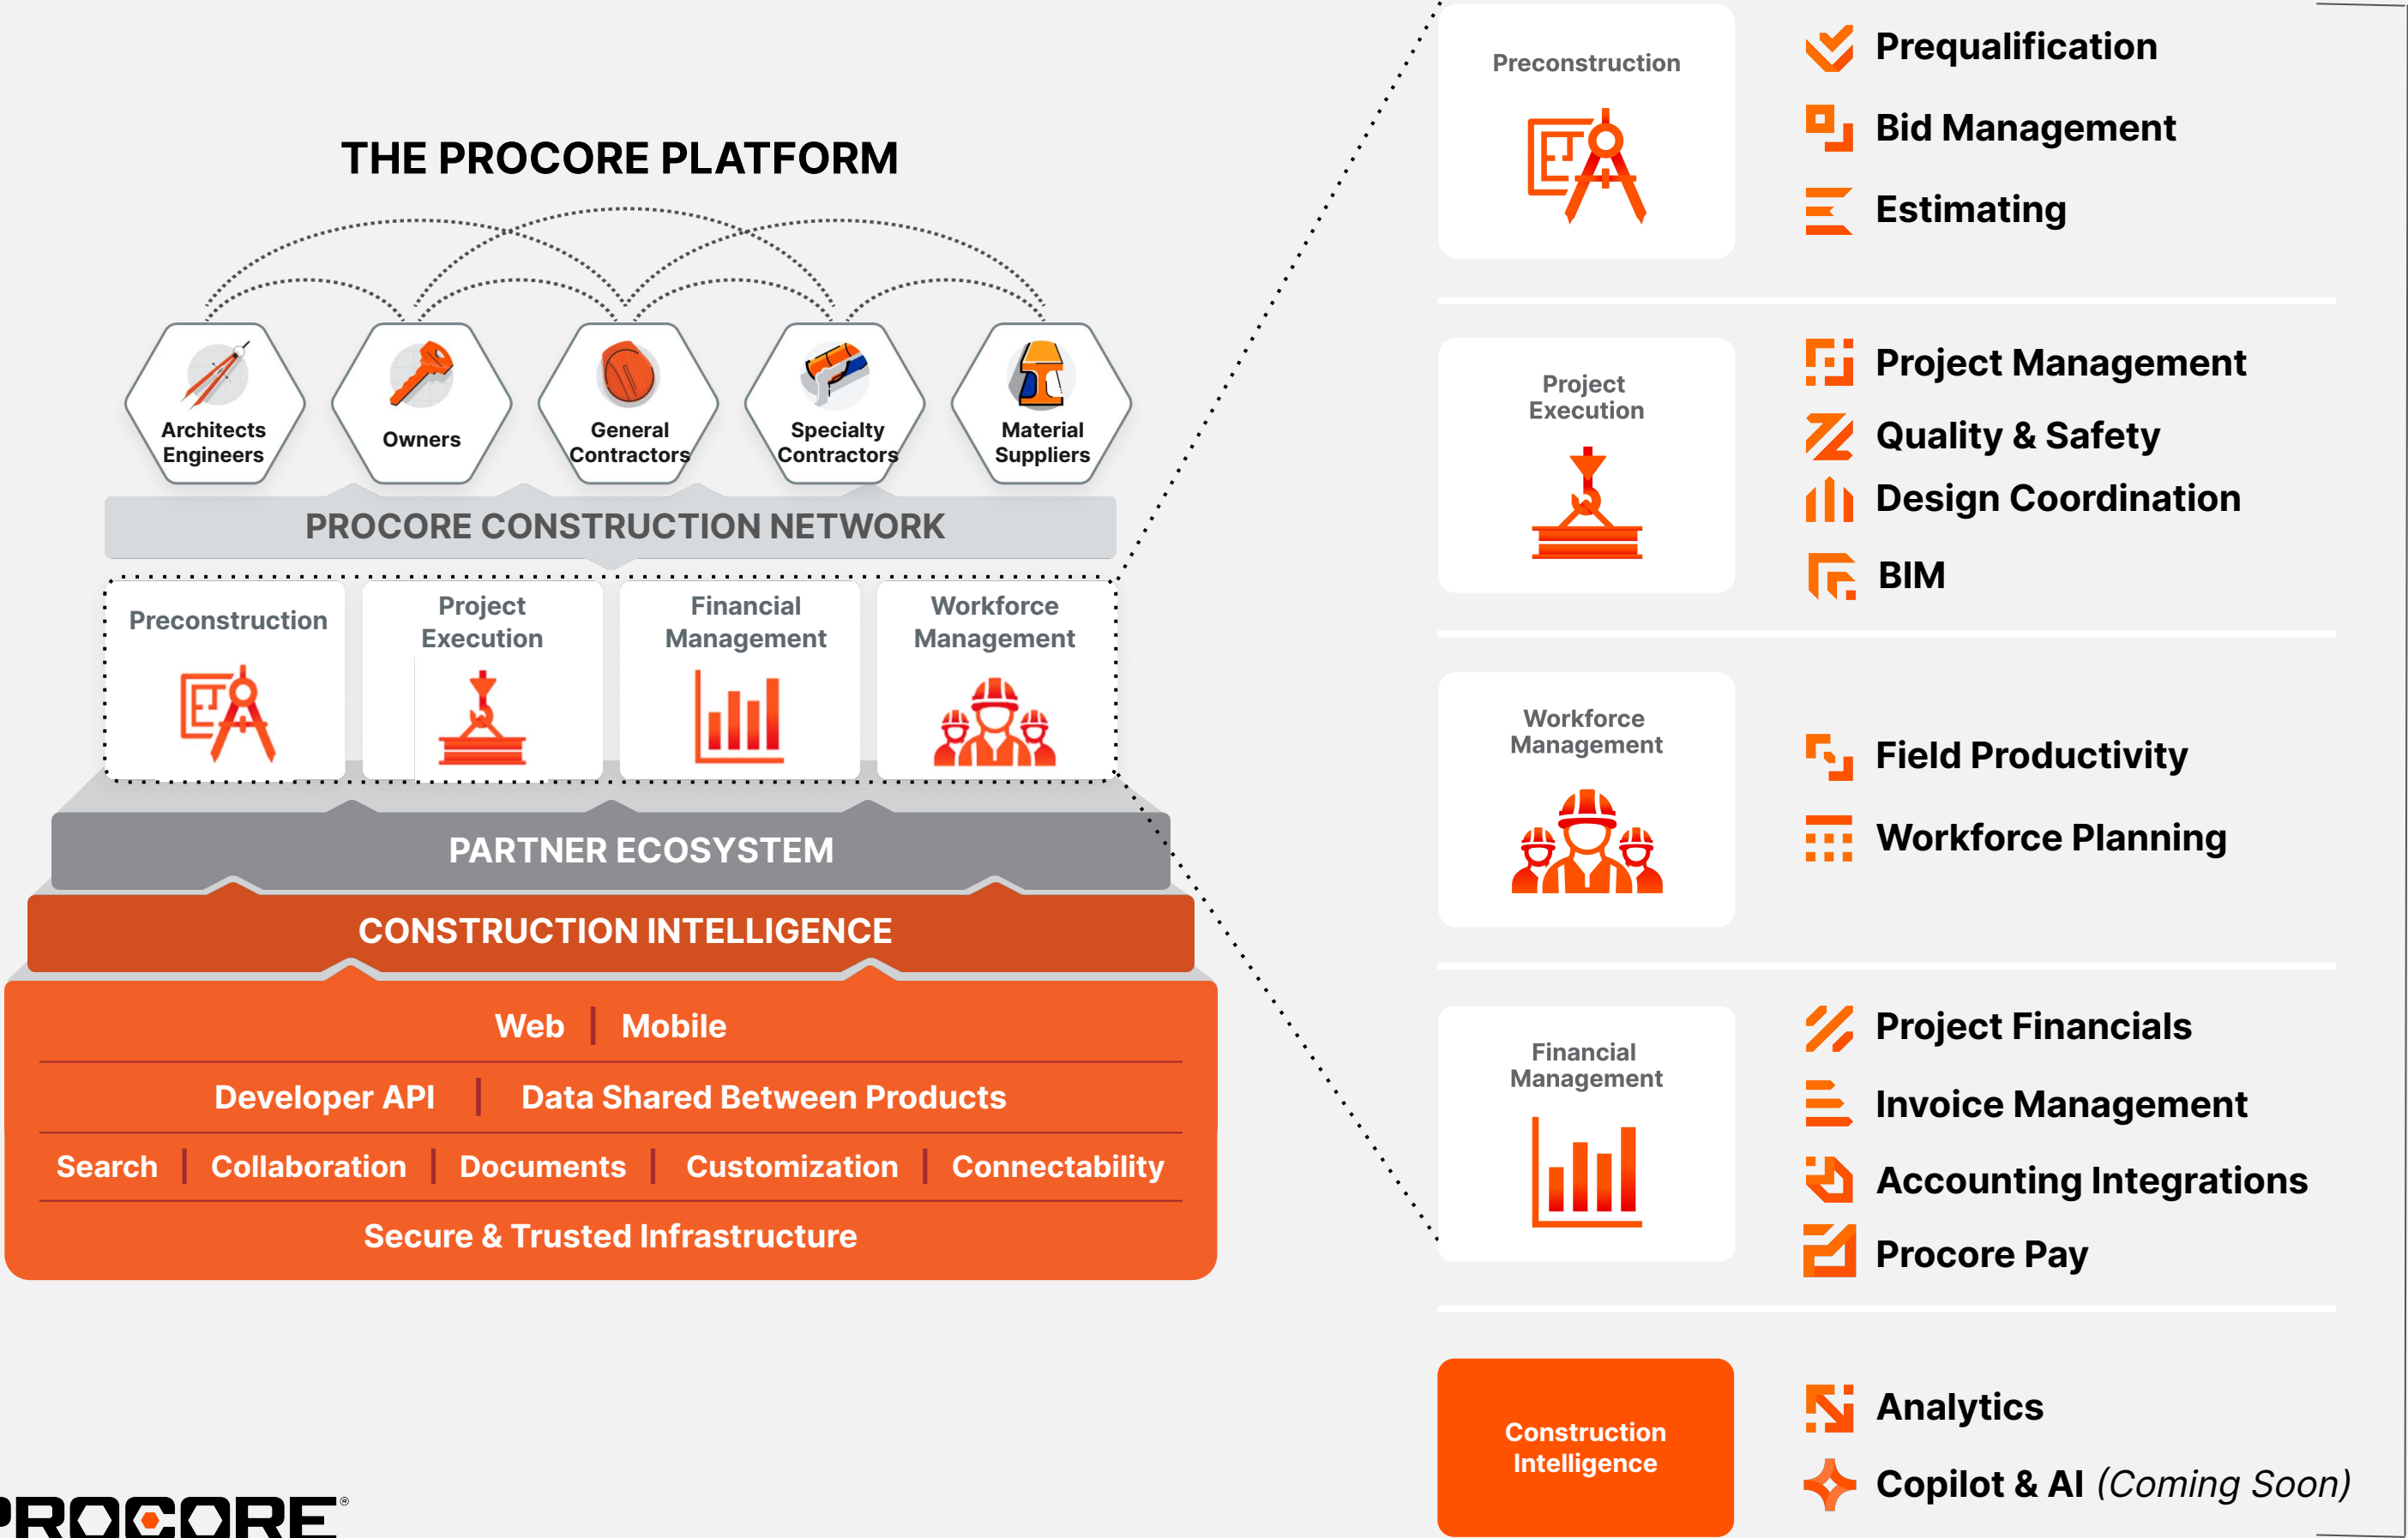 THE PROCORE PLATFORM
Architects
Engineers
Owners
General
Contractors
Specialty
Contractors
Material
Suppliers
PROCORE CONSTRUCTION NETWORK
Preconstruction
Project
Execution
Financial
Management
Workforce
Management
PARTNER ECOSYSTEM
CONSTRUCTION INTELLIGENCE
Web | Mobile
Developer API | Data Shared Between Products
Search | Collaboration | Documents | Customization | Connectability
Secure & Trusted Infrastructure
PROCORE®
Preconstruction
Prequalification
Bid Management
Estimating
Project
Execution
Project Management
Quality & Safety
Design Coordination
BIM
Workforce
Management
Field Productivity
Workforce Planning
Financial
Management
Project Financials
Invoice Management
Accounting Integrations
Procore Pay
Construction
Intelligence
Analytics
Copilot & AI (Coming Soon)